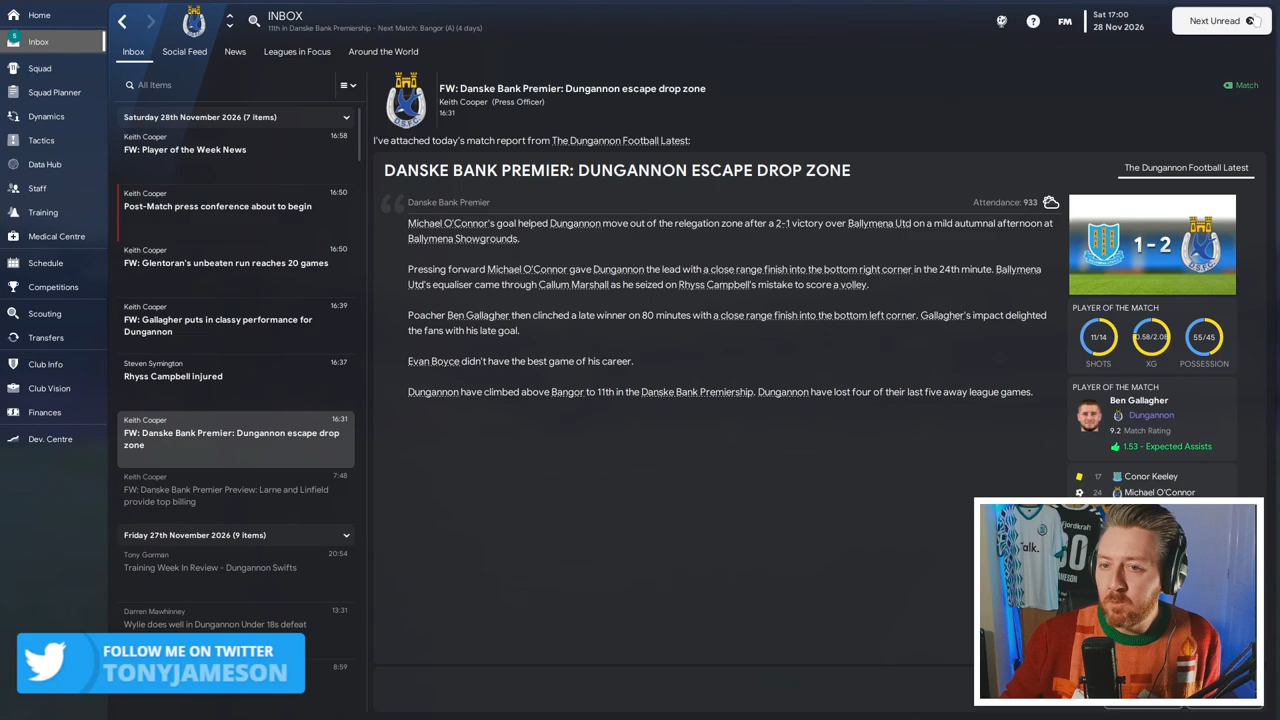 Home
5
Inbox
Squad
Squad Planner
Dynamics
Tactics
Data Hub
Staff
Training
Medical Centre
Schedule
Competitions
Scouting
Transfers
Club Info
Club Vision
Finances
Dev. Centre
INBOX
11th in Danske Bank Premiership - Next Match: Bangor (A) (4 days)
?
FM
Sat 17:00
28 Nov 2026
Next Unread
Inbox
Social Feed
News
Leagues in Focus
Around the World
All Items
Saturday 28th November 2026 (7 items)
Keith Cooper 16:58
FW: Player of the Week News
Keith Cooper 16:50
Post-Match press conference about to begin
Keith Cooper 16:50
FW: Glentoran's unbeaten run reaches 20 games
Keith Cooper 16:39
FW: Gallagher puts in classy performance for
Dungannon
Steven Symington 16:37
Rhyss Campbell injured
Keith Cooper 16:31
FW: Danske Bank Premier: Dungannon escape drop
zone
Keith Cooper 7:48
FW: Danske Bank Premier Preview: Larne and Linfield
provide top billing
Friday 27th November 2026 (9 items)
Tony Gorman 20:54
Training Week In Review - Dungannon Swifts
Darren Mawhinney 13:31
Wylie does well in Dungannon Under 18s defeat
8:59
FW: Danske Bank Premier: Dungannon escape drop zone
Keith Cooper (Press Officer)
16:31
Match
I've attached today's match report from The Dungannon Football Latest:
DANSKE BANK PREMIER: DUNGANNON ESCAPE DROP ZONE
The Dungannon Football Latest
Danske Bank Premier
Attendance: 933
Michael O'Connor's goal helped Dungannon move out of the relegation zone after a 2-1 victory over Ballymena Utd on a mild autumnal afternoon at
Ballymena Showgrounds.
Pressing forward Michael O'Connor gave Dungannon the lead with a close range finish into the bottom right corner in the 24th minute. Ballymena
Utd's equaliser came through Callum Marshall as he seized on Rhyss Campbell's mistake to score a volley.
Poacher Ben Gallagher then clinched a late winner on 80 minutes with a close range finish into the bottom left corner. Gallagher's impact delighted
the fans with his late goal.
Evan Boyce didn't have the best game of his career.
Dungannon have climbed above Bangor to 11th in the Danske Bank Premiership. Dungannon have lost four of their last five away league games.
1-2
PLAYER OF THE MATCH
11/14
0.58/2.08
55/45
SHOTS
XG
POSSESSION
PLAYER OF THE MATCH
Ben Gallagher
Dungannon
9.2 Match Rating
1.53 - Expected Assists
17 Conor Keeley
24 Michael O'Connor
Talk.
Fjordkraft
JAMESON
FOLLOW ME ON TWITTER
TONYJAMESON